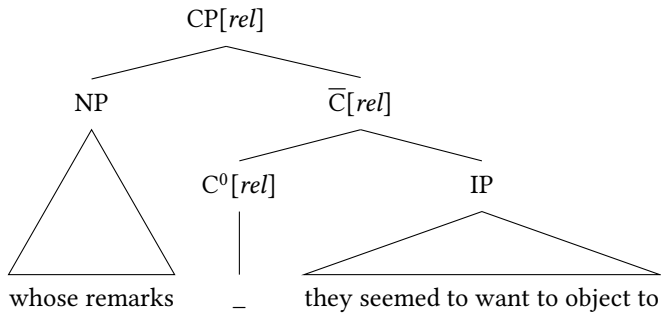 CP[rel]
NP C̅[rel]
C⁰[rel] IP
whose remarks _ they seemed to want to object to